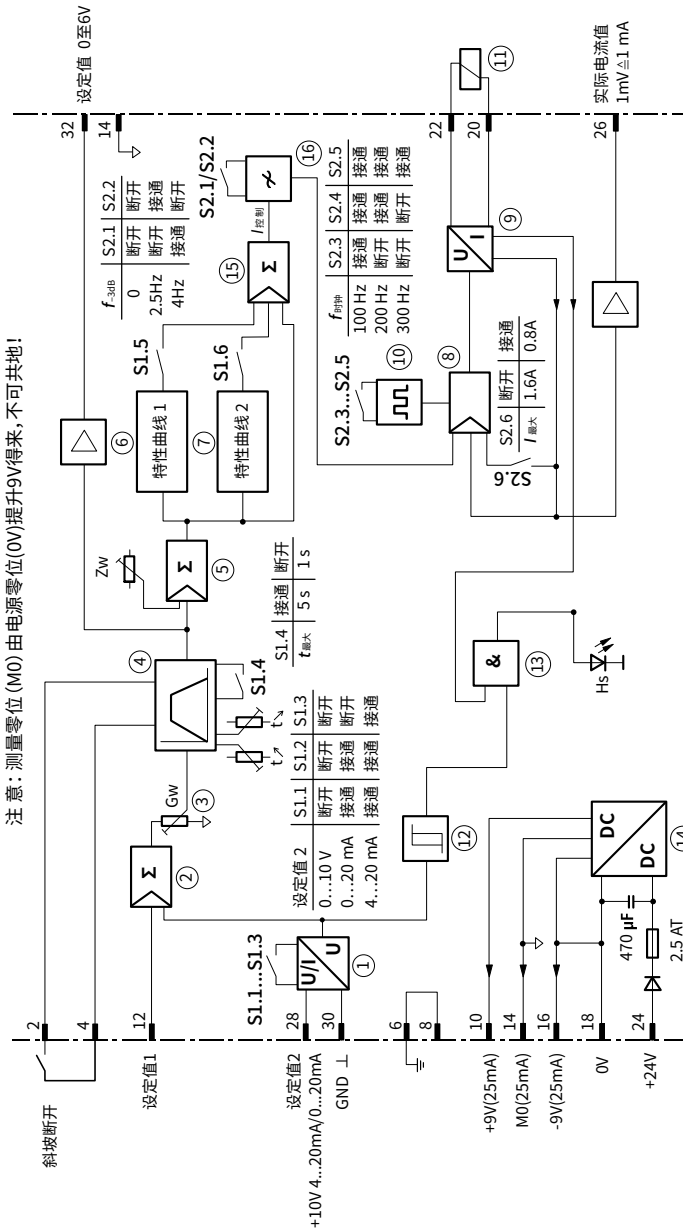 注 意：测量零位 (M0) 由电源零位(0V)提升9V得来，不可共地！
斜坡断开
2
4
设定值1
12
设定值2
+10V 4...20mA/0...20mA
28
GND ⊥
30
6
8
+9V(25mA)
10
M0(25mA)
14
-9V(25mA)
16
0V
18
+24V
24
S1.1...S1.3
U/I
U
①
Σ
②
Gw
③
④
t↗
t↗
S1.4
设定值 2 S1.1 S1.2 S1.3
0...10 V 断开 断开 断开
0...20 mA 接通 接通 断开
4...20 mA 接通 接通 接通
S1.4 接通 断开
t最大 5 s 1 s
Zw
Σ
⑤
⑥
特性曲线 1
S1.5
⑦
特性曲线 2
S1.6
f-3dB S2.1 S2.2
0 断开 断开
2.5Hz 断开 接通
4Hz 接通 断开
Σ
⑮
I控制
S2.1/S2.2
⑯
f时钟 S2.3 S2.4 S2.5
100 Hz 接通 接通 接通
200 Hz 断开 接通 接通
300 Hz 断开 断开 接通
S2.3...S2.5
⑩
⑧
U
I
⑨
S2.6
S2.6 断开 接通
I最大 1.6A 0.8A
⑫
&
⑬
Hs
DC
DC
⑭
470 µF
2.5 AT
32
设定值 0至6V
14
22
20
⑪
26
实际电流值
1mV≙1 mA